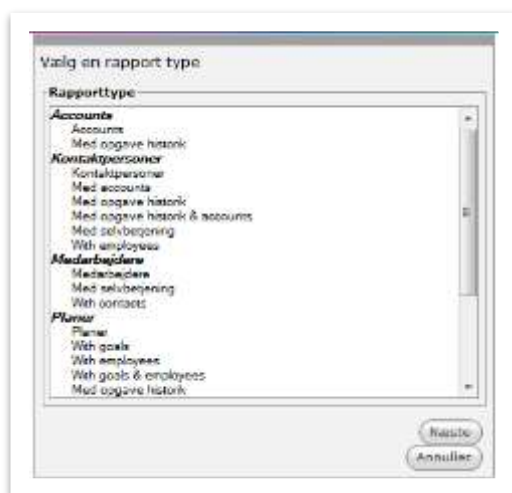 Vælg en rapport type
Rapporttype
Accounts
Accounts
Med opgave historik
Kontaktpersoner
Kontaktpersoner
Med accounts
Med opgave historik
Med opgave historik & accounts
Med selvbetjening
With employees
Medarbejdere
Medarbejdere
Med selvbetjening
With contacts
Planer
Planer
With goals
With employees
With goals & employees
Med opgave historik
Næste
Annuller